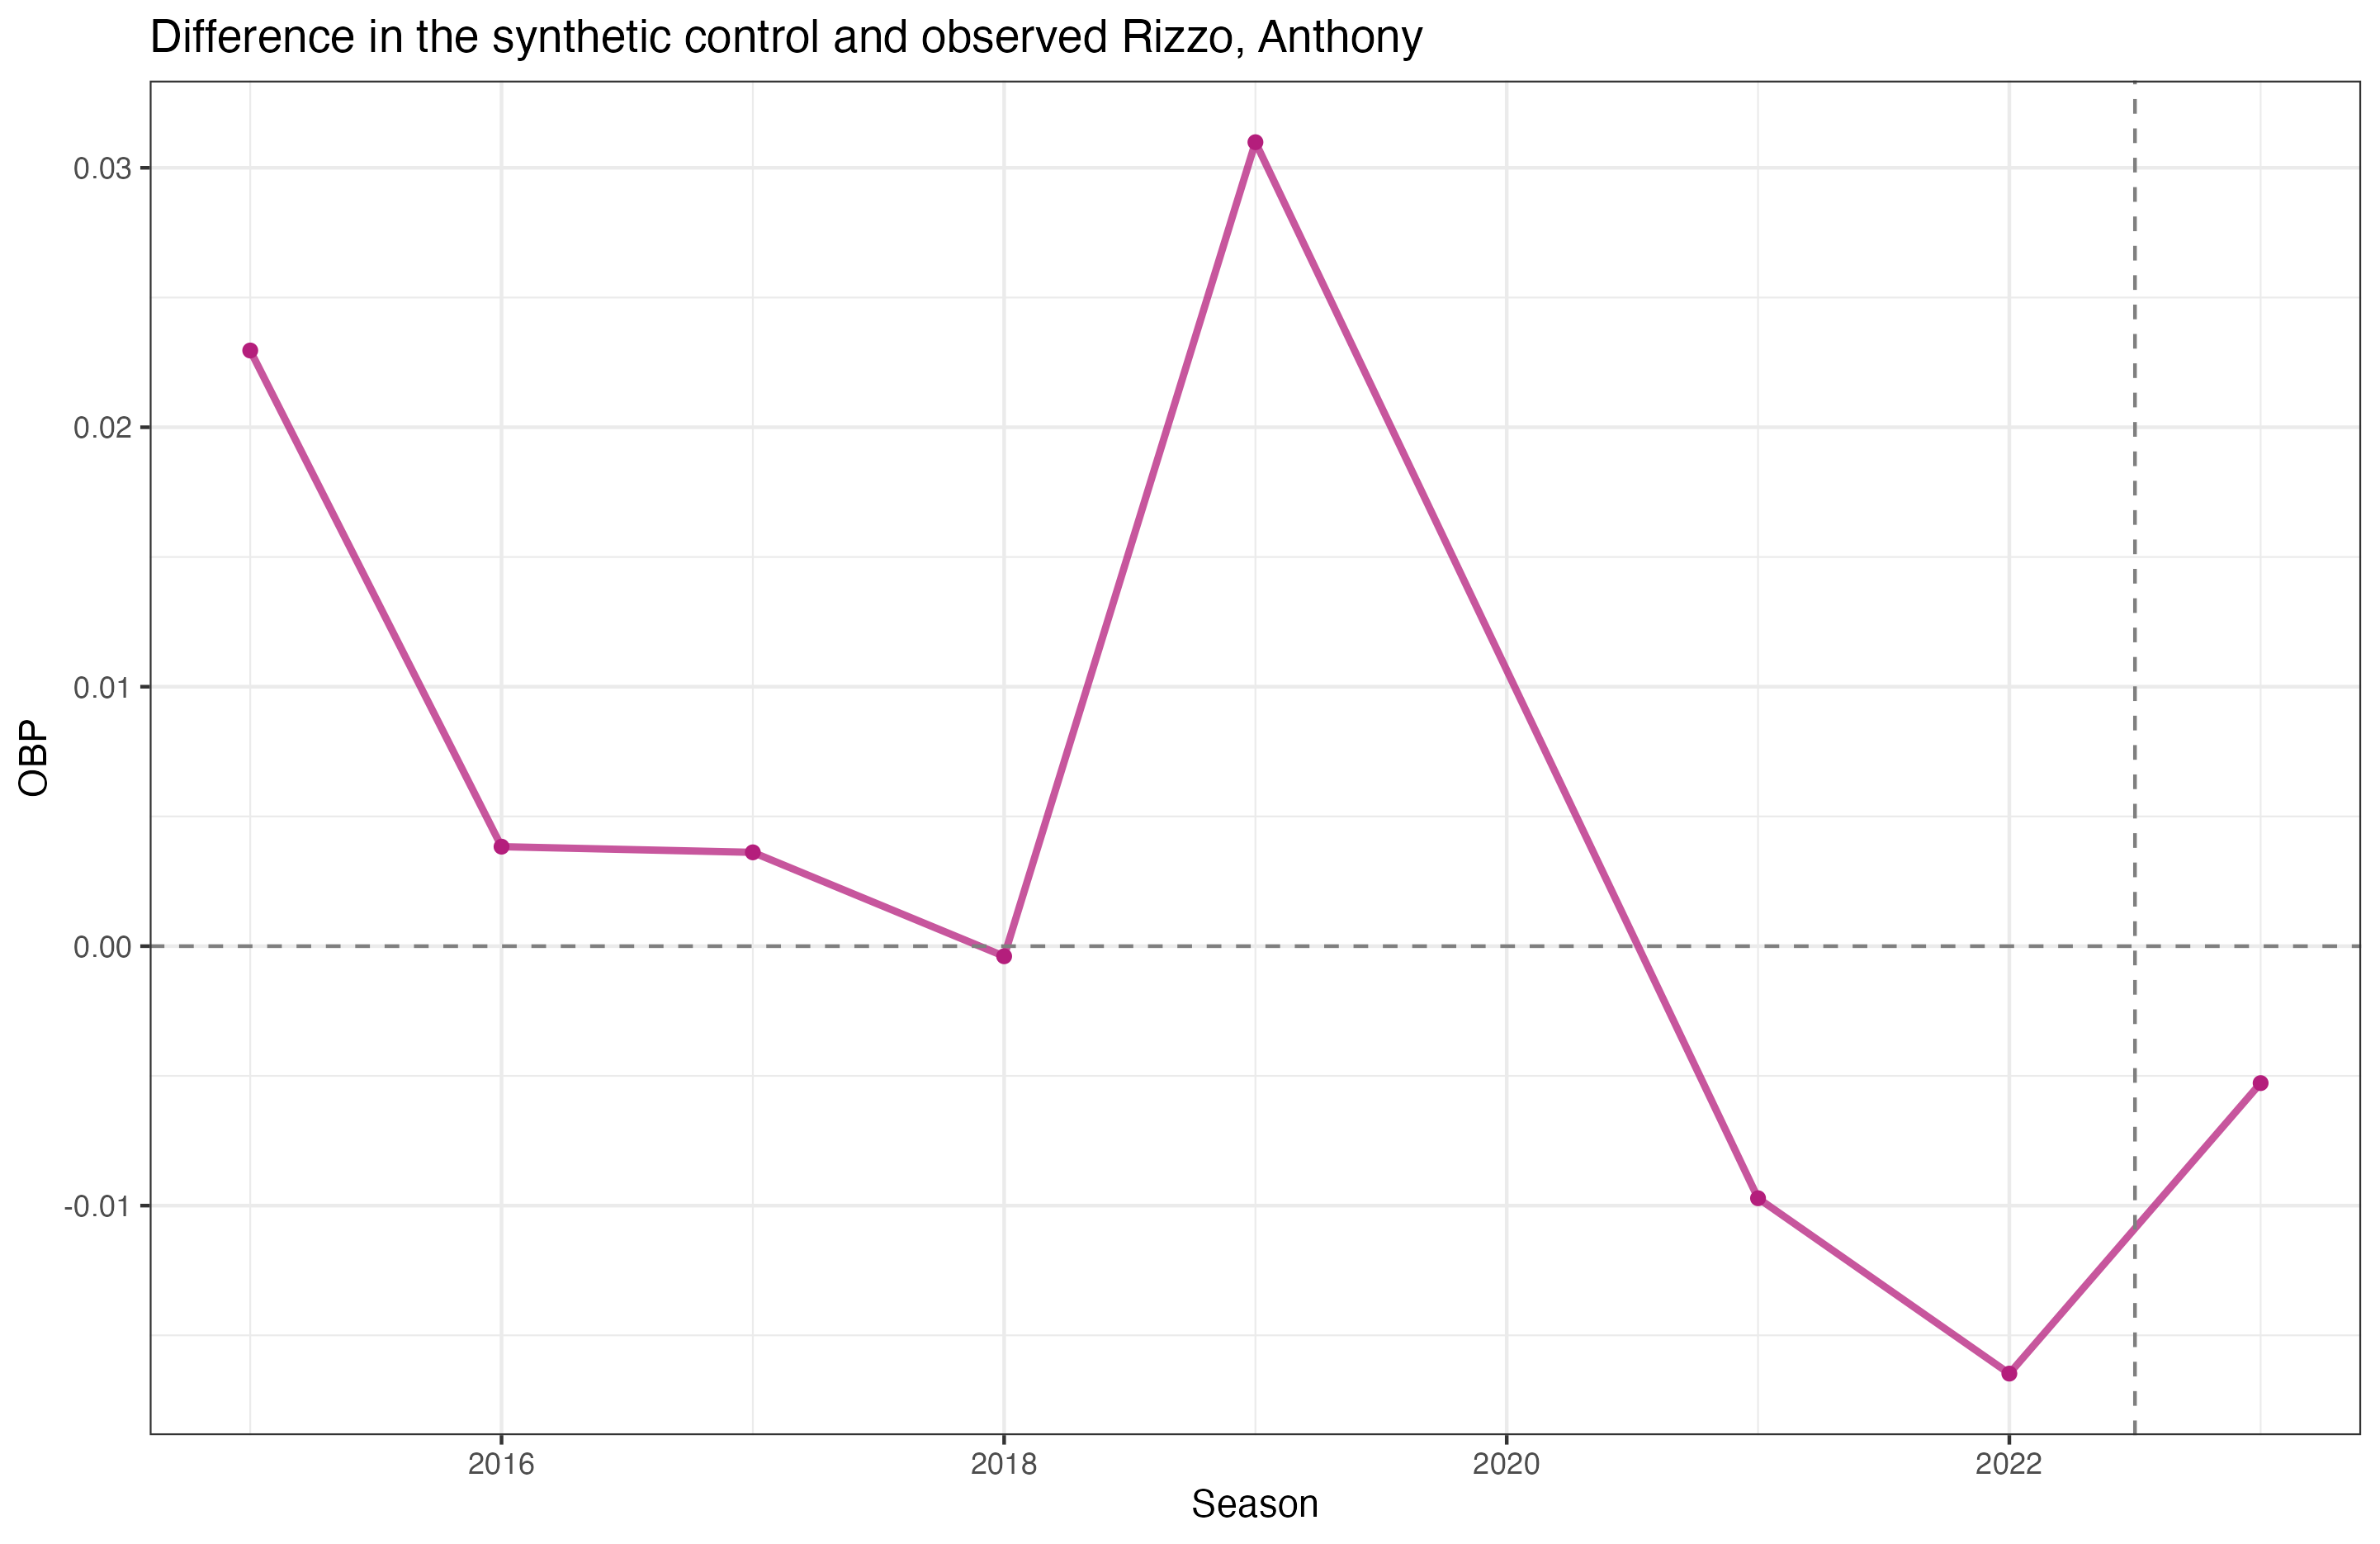 Difference in the synthetic control and observed Rizzo, Anthony
0.03
0.02
0.01
0.00
-0.01
OBP
2016 2018 2020 2022
Season